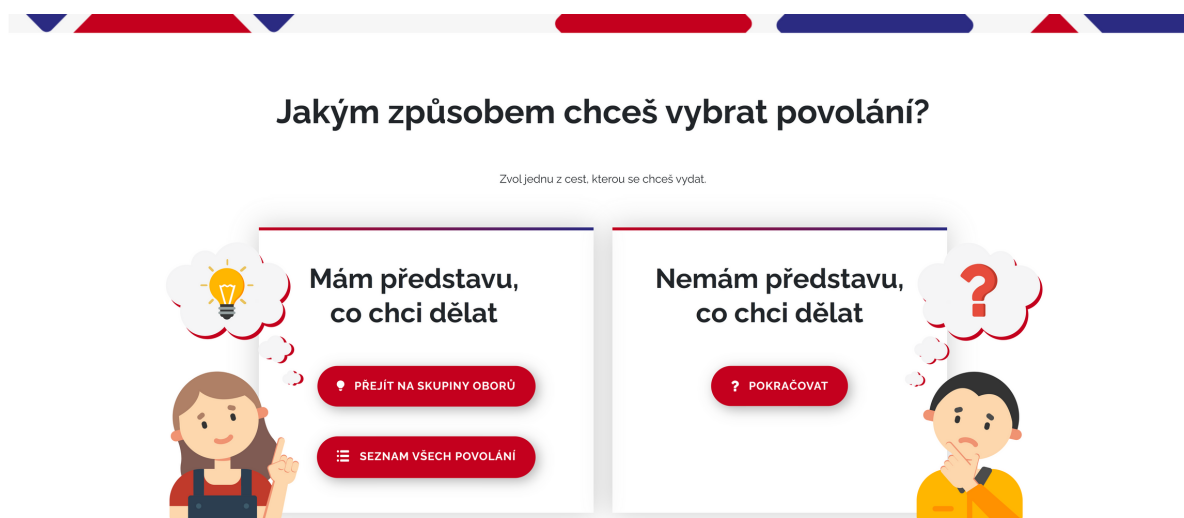 Jakým způsobem chceš vybrat povolání?
Zvol jednu z cest, kterou se chceš vydat.
Mám představu,
co chci dělat
PŘEJÍT NA SKUPINY OBORŮ
SEZNAM VŠECH POVOLÁNÍ
Nemám představu,
co chci dělat
? POKRAČOVAT